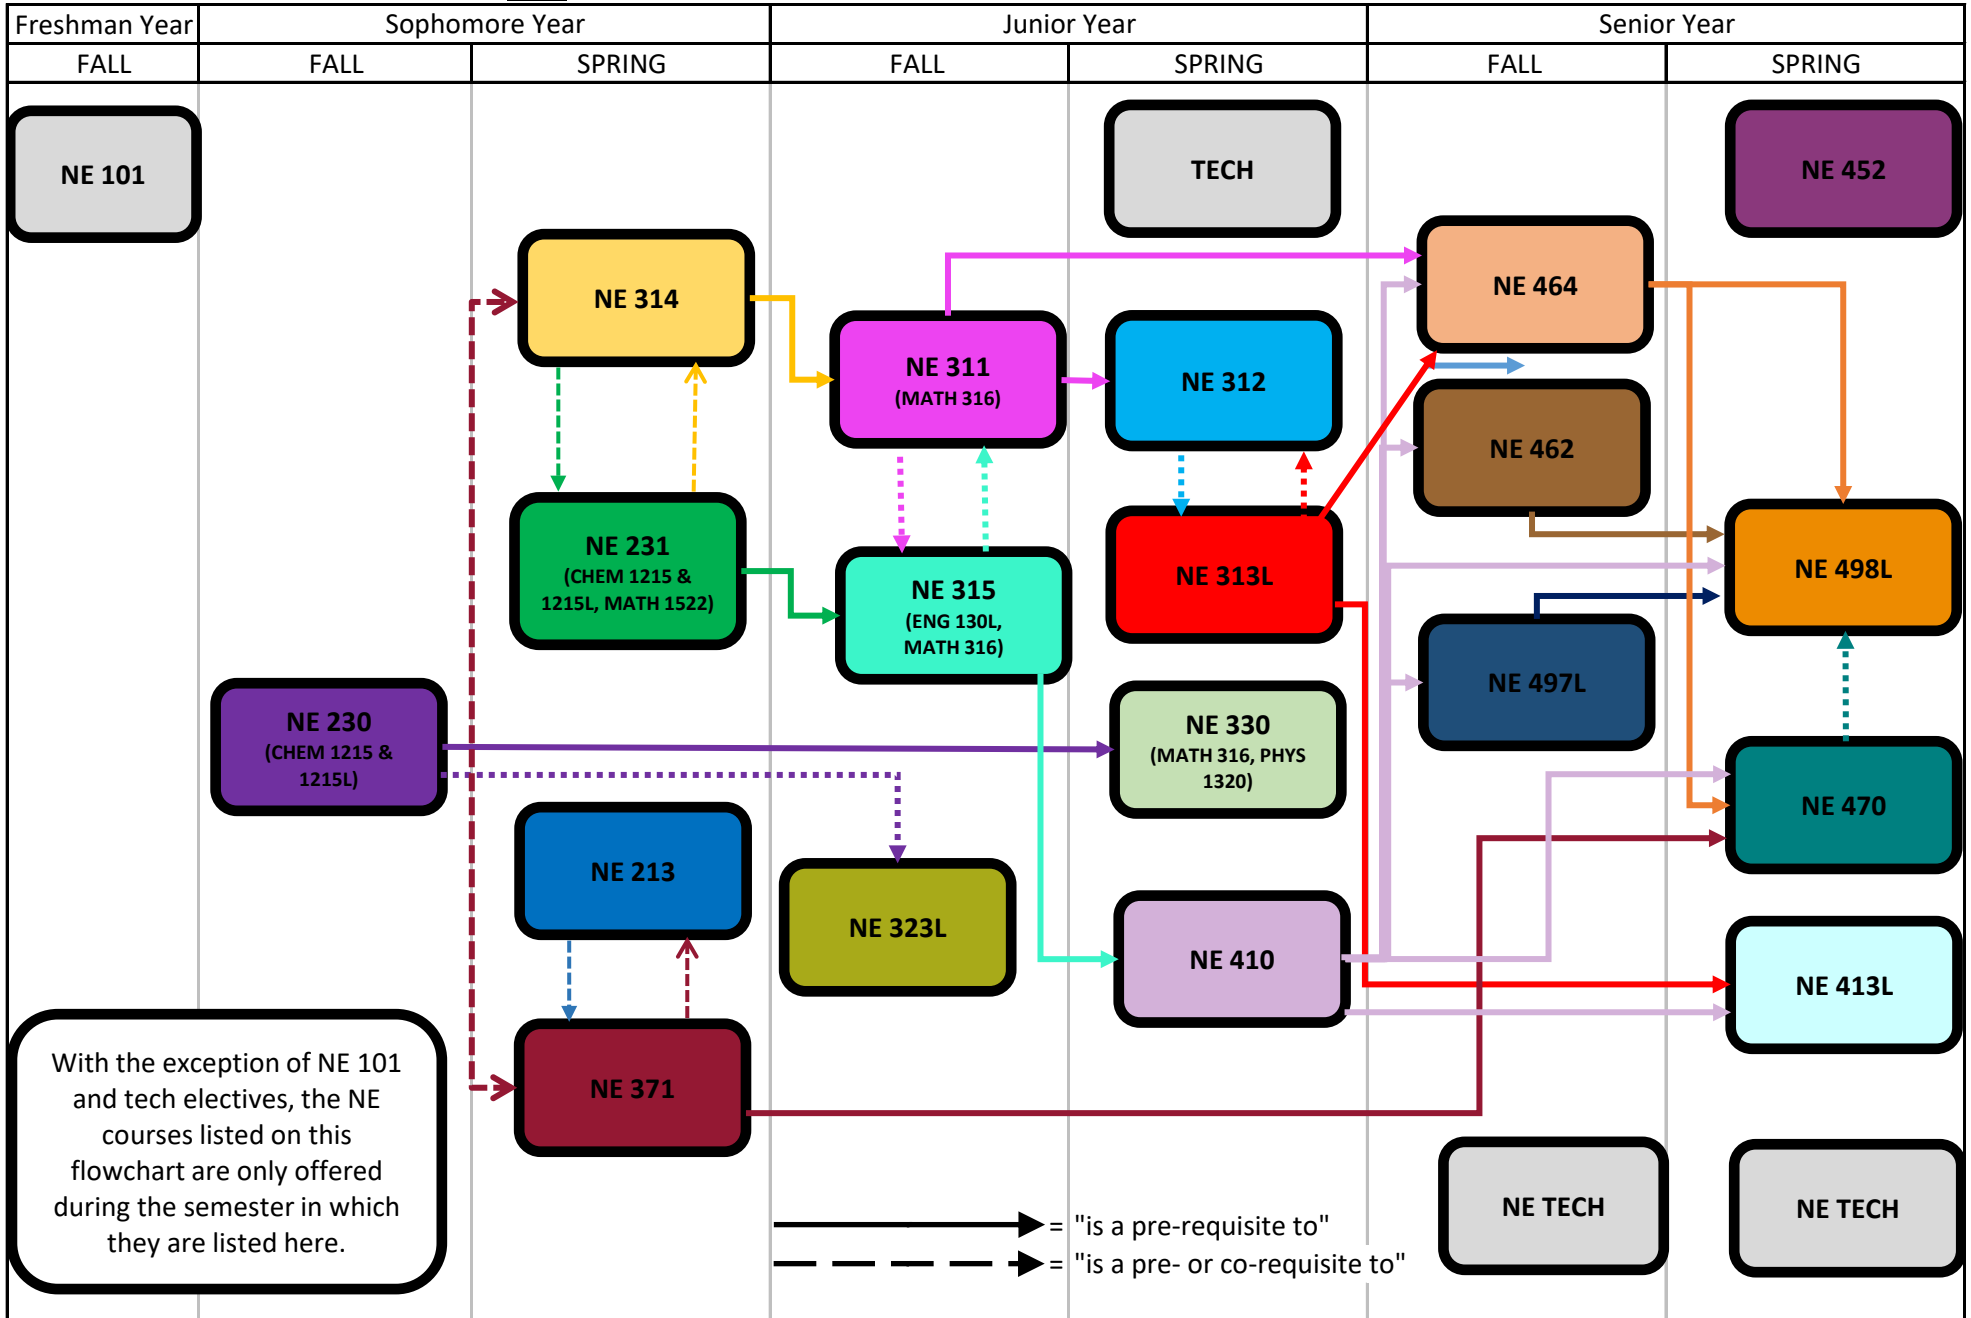 Freshman Year
Sophomore Year
Junior Year
Senior Year
FALL
FALL
SPRING
FALL
SPRING
FALL
SPRING
NE 101
TECH
NE 452
NE 314
NE 464
NE 311
(MATH 316)
NE 312
NE 462
NE 231
(CHEM 1215 &
1215L, MATH 1522)
NE 315
(ENG 130L,
MATH 316)
NE 313L
NE 498L
NE 497L
NE 230
(CHEM 1215 &
1215L)
NE 330
(MATH 316, PHYS
1320)
NE 470
NE 213
NE 323L
NE 410
NE 413L
NE 371
With the exception of NE 101
and tech electives, the NE
courses listed on this
flowchart are only offered
during the semester in which
they are listed here.
NE TECH
NE TECH
= "is a pre-requisite to"
= "is a pre- or co-requisite to"